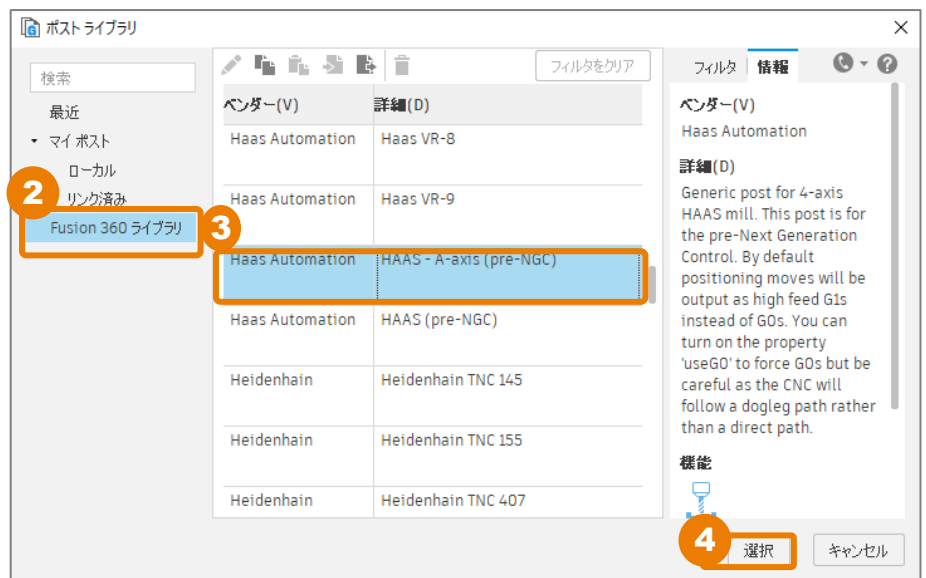 ポスト ライブラリ
検索
最近
マイ ポスト
ローカル
2
リンク済み
Fusion 360 ライブラリ
フィルタをクリア
ベンダー(V) 詳細(D)
Haas Automation Haas VR-8
Haas Automation Haas VR-9
3
Haas Automation HAAS - A-axis (pre-NGC)
Haas Automation HAAS (pre-NGC)
Heidenhain Heidenhain TNC 145
Heidenhain Heidenhain TNC 155
Heidenhain Heidenhain TNC 407
フィルタ 情報
ベンダー(V)
Haas Automation
詳細(D)
Generic post for 4-axis
HAAS mill. This post is for
the pre-Next Generation
Control. By default
positioning moves will be
output as high feed G1s
instead of G0s. You can
turn on the property
'useG0' to force G0s but be
careful as the CNC will
follow a dogleg path rather
than a direct path.
機能
4
選択 キャンセル